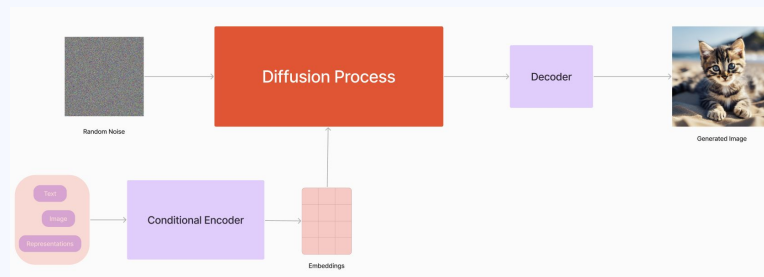 Diffusion Process
Decoder
Random Noise
Generated Image
Text
Image
Representations
Conditional Encoder
Embeddings